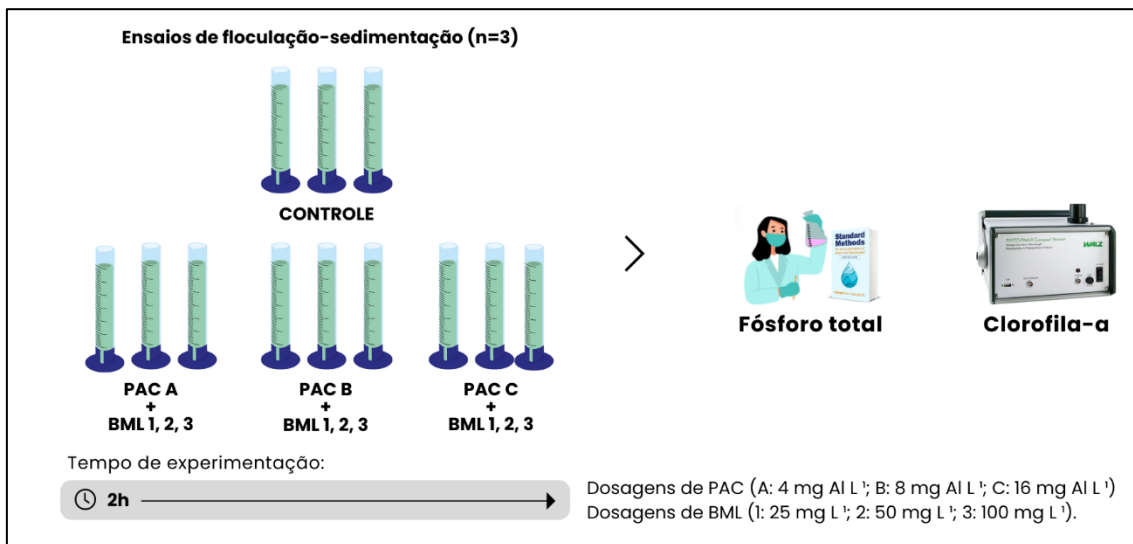 Ensaios de floculação-sedimentação (n=3)
CONTROLE
PAC A
+
BML 1, 2, 3
PAC B
+
BML 1, 2, 3
PAC C
+
BML 1, 2, 3
Tempo de experimentação:
2h
Standard
Methods
Fósforo total
WALZ
Clorofila-a
Dosagens de PAC (A: 4 mg Al L ¹; B: 8 mg Al L ¹; C: 16 mg Al L ¹)
Dosagens de BML (1: 25 mg L ¹; 2: 50 mg L ¹; 3: 100 mg L ¹).